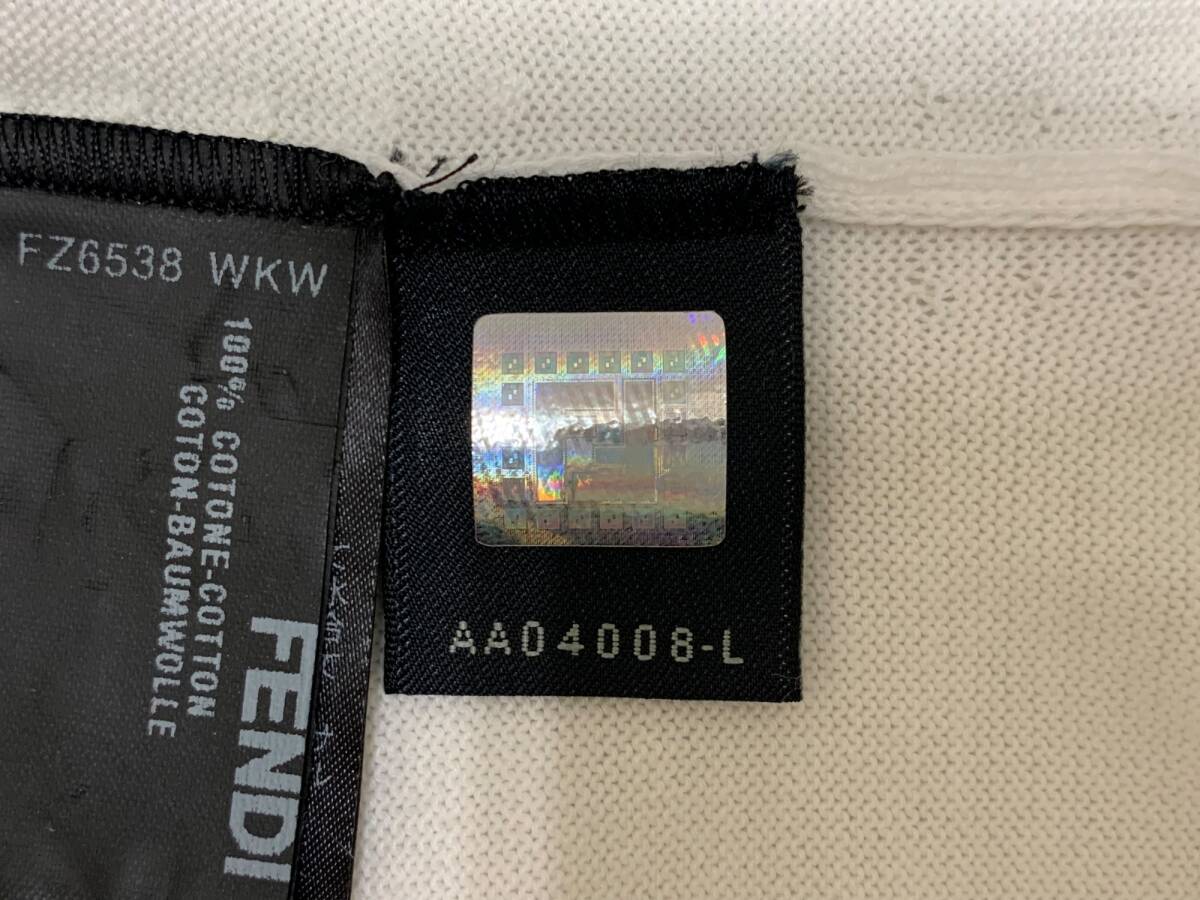 FZ6538 WKW
100% COTONE-COTTON
COTON-BAUMWOLLE
FENDI
AA04008-L